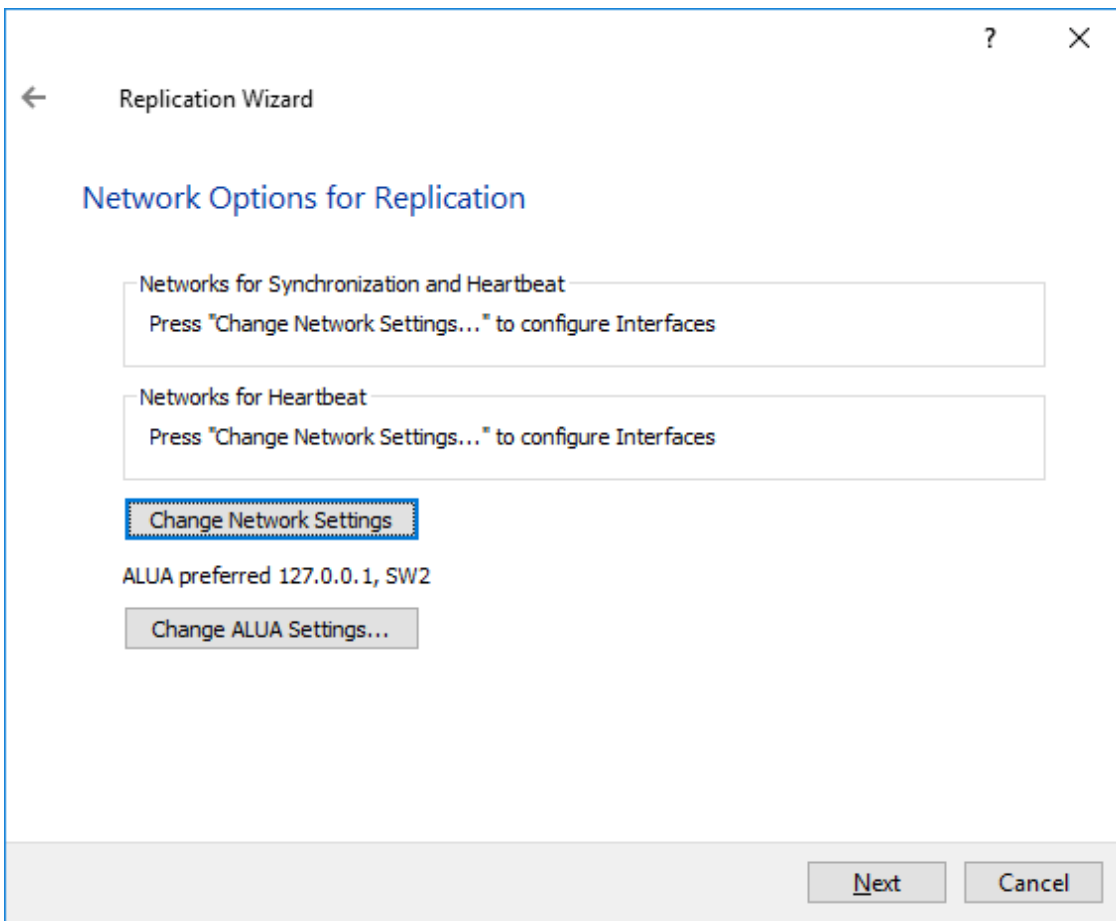 ?
Replication Wizard
Network Options for Replication
Networks for Synchronization and Heartbeat
Press "Change Network Settings..." to configure Interfaces
Networks for Heartbeat
Press "Change Network Settings..." to configure Interfaces
Change Network Settings
ALUA preferred 127.0.0.1, SW2
Change ALUA Settings...
Next Cancel